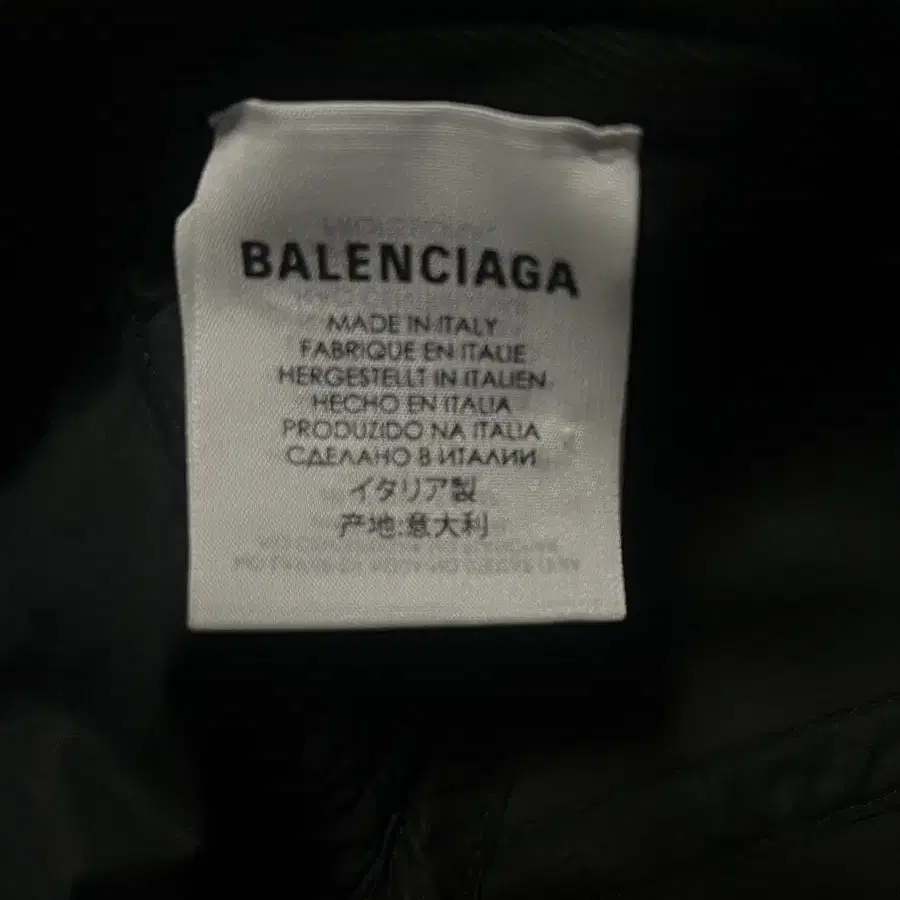 BALENCIAGA
MADE IN ITALY
FABRIQUE EN ITALIE
HERGESTELLT IN ITALIEN
HECHO EN ITALIA
PRODUZIDO NA ITALIA
СДЕЛАНО В ИТАЛИИ
イタリア製
产地:意大利